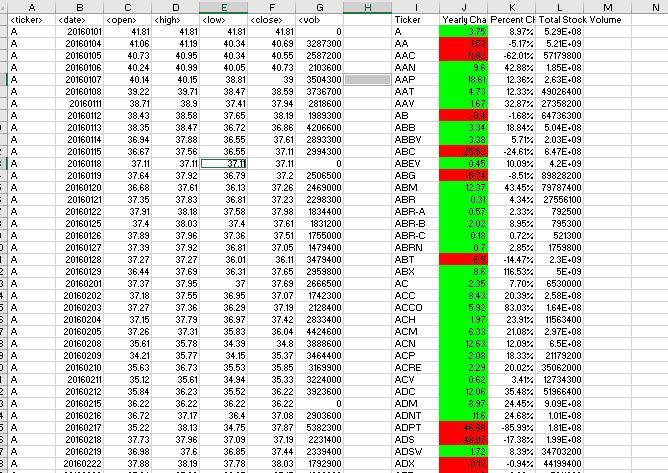 A B C D E F G H I J K L M N
<ticker> <date> <open> <high> <low> <close> <vol> Ticker Yearly Cha Percent Ch Total Stock Volume
A 20160101 41.81 41.81 41.81 41.81 0 A 3.75 8.97% 5.29E+08
A 20160104 41.06 41.19 40.34 40.69 3287300 AA -1.53 -5.17% 5.21E+09
A 20160105 40.73 40.95 40.34 40.55 2587200 AAC -11.82 -62.01% 57179800
A 20160106 40.24 40.99 40.05 40.73 2103600 AAN 9.6 42.88% 1.85E+08
A 20160107 40.14 40.15 38.81 39 3504300 AAP 18.61 12.36% 2.63E+08
A 20160108 39.22 39.71 38.47 38.59 3736700 AAT 4.73 12.33% 49026400
A 20160111 38.71 38.9 37.41 37.94 2818600 AAV 1.67 32.87% 27358200
A 20160112 38.43 38.58 37.65 38.19 1989300 AB -0.4 -1.68% 64736300
A 20160113 38.35 38.47 36.72 36.86 4206600 ABB 3.34 18.84% 5.04E+08
A 20160114 36.94 37.88 36.55 37.61 2893300 ABBV 3.38 5.71% 2.03E+09
A 20160115 36.67 37.56 36.55 37.11 2994300 ABC -25.52 -24.61% 6.47E+08
A 20160118 37.11 37.11 37.11 37.11 0 ABEV 0.45 10.09% 4.2E+09
A 20160119 37.64 37.92 36.79 37.2 2506500 ABG -5.74 -8.51% 89828200
A 20160120 36.68 37.61 36.13 37.26 2469000 ABM 12.37 43.45% 79787400
A 20160121 37.35 37.83 36.81 37.23 2298300 ABR 0.31 4.34% 27556100
A 20160122 37.91 38.18 37.58 37.98 1834400 ABR-A 0.57 2.33% 792500
A 20160125 37.4 38.03 37.4 37.61 1831200 ABR-B 2.02 8.95% 795300
A 20160126 37.89 37.96 37.36 37.51 1755000 ABR-C 0.18 0.72% 521300
A 20160127 37.39 37.92 36.81 37.05 1479400 ABRN 0.7 2.85% 1759800
A 20160128 37.27 37.27 36.01 36.11 3479400 ABT -6.5 -14.47% 2.3E+09
A 20160129 36.44 37.69 36.31 37.65 2959800 ABX 8.6 116.53% 5E+09
A 20160201 37.37 37.95 37 37.69 2666500 AC 2.35 7.70% 6530000
A 20160202 37.18 37.55 36.95 37.07 1742300 ACC 8.43 20.39% 2.58E+08
A 20160203 37.27 37.36 36.29 37.19 2128400 ACCO 5.92 83.03% 1.64E+08
A 20160204 37.15 37.79 36.97 37.42 2833400 ACH 1.97 23.91% 11563400
A 20160205 37.26 37.31 35.83 36.04 4424600 ACM 6.33 21.08% 2.97E+08
A 20160208 35.61 35.78 34.39 34.8 3888600 ACN 12.63 12.09% 6.5E+08
A 20160209 34.21 35.77 34.15 35.37 3464400 ACP 2.08 18.33% 21179200
A 20160210 35.63 36.73 35.53 35.85 3169900 ACRE 2.29 20.02% 35062000
A 20160211 35.12 35.61 34.94 35.33 3224000 ACV 0.62 3.41% 12734300
A 20160212 35.84 36.23 35.52 36.22 3923600 ADC 12.06 35.48% 51966400
A 20160215 36.22 36.22 36.22 36.22 0 ADM 8.97 24.45% 9.09E+08
A 20160216 36.72 37.17 36.4 37.08 2903600 ADNT 11.6 24.68% 1.01E+08
A 20160217 35.22 38.13 34.75 37.87 5382300 ADPT -46.88 -85.99% 1.81E+08
A 20160218 37.73 37.96 37.09 37.19 2231400 ADS -48.07 -17.38% 1.99E+08
A 20160219 36.98 37.6 36.85 37.44 2339400 ADSW 1.72 8.39% 34703200
A 20160222 37.88 38.19 37.78 38.03 1792900 ADX -0.12 -0.94% 44199400